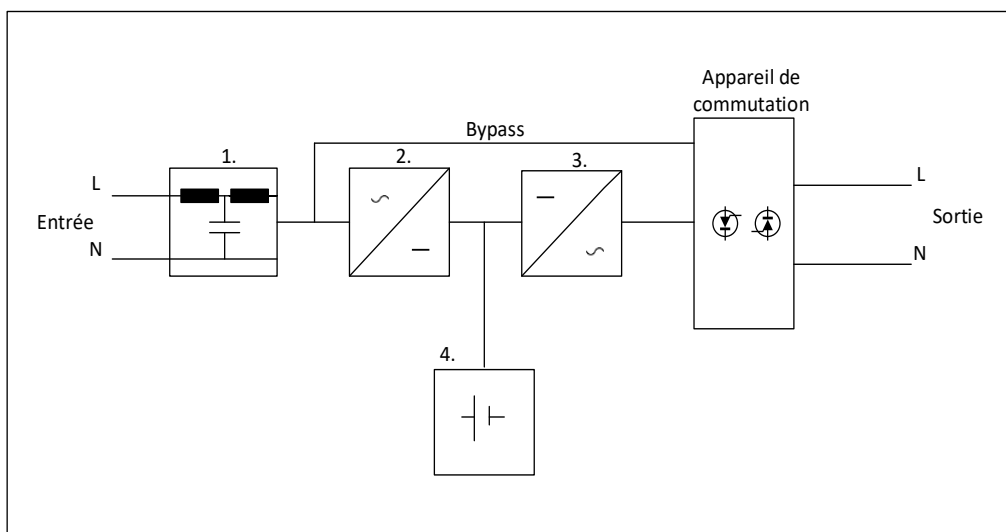 Appareil de
commutation
Bypass
1.
2.
3.
L
L
Entrée
Sortie
N
N
4.